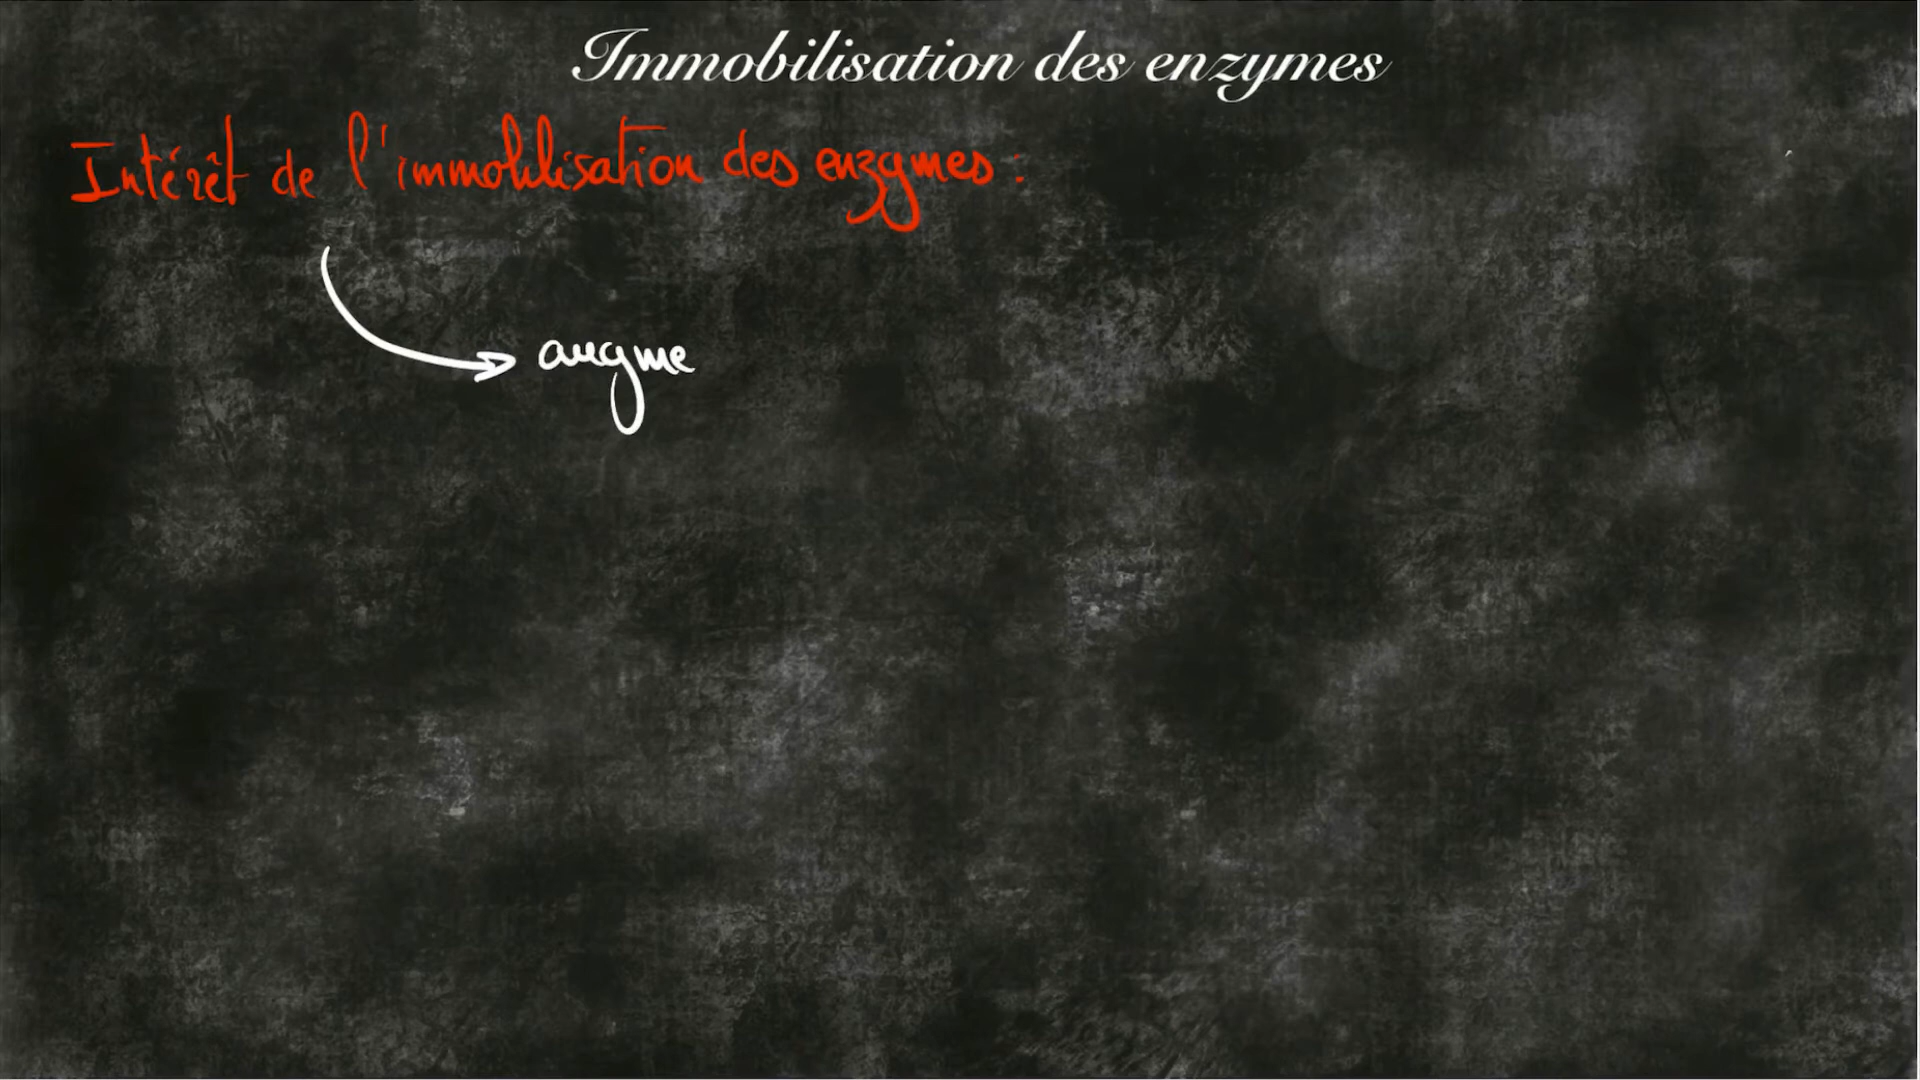 Immobilisation des enzymes
Intérêt de l'immobilisation des enzymes :
augme